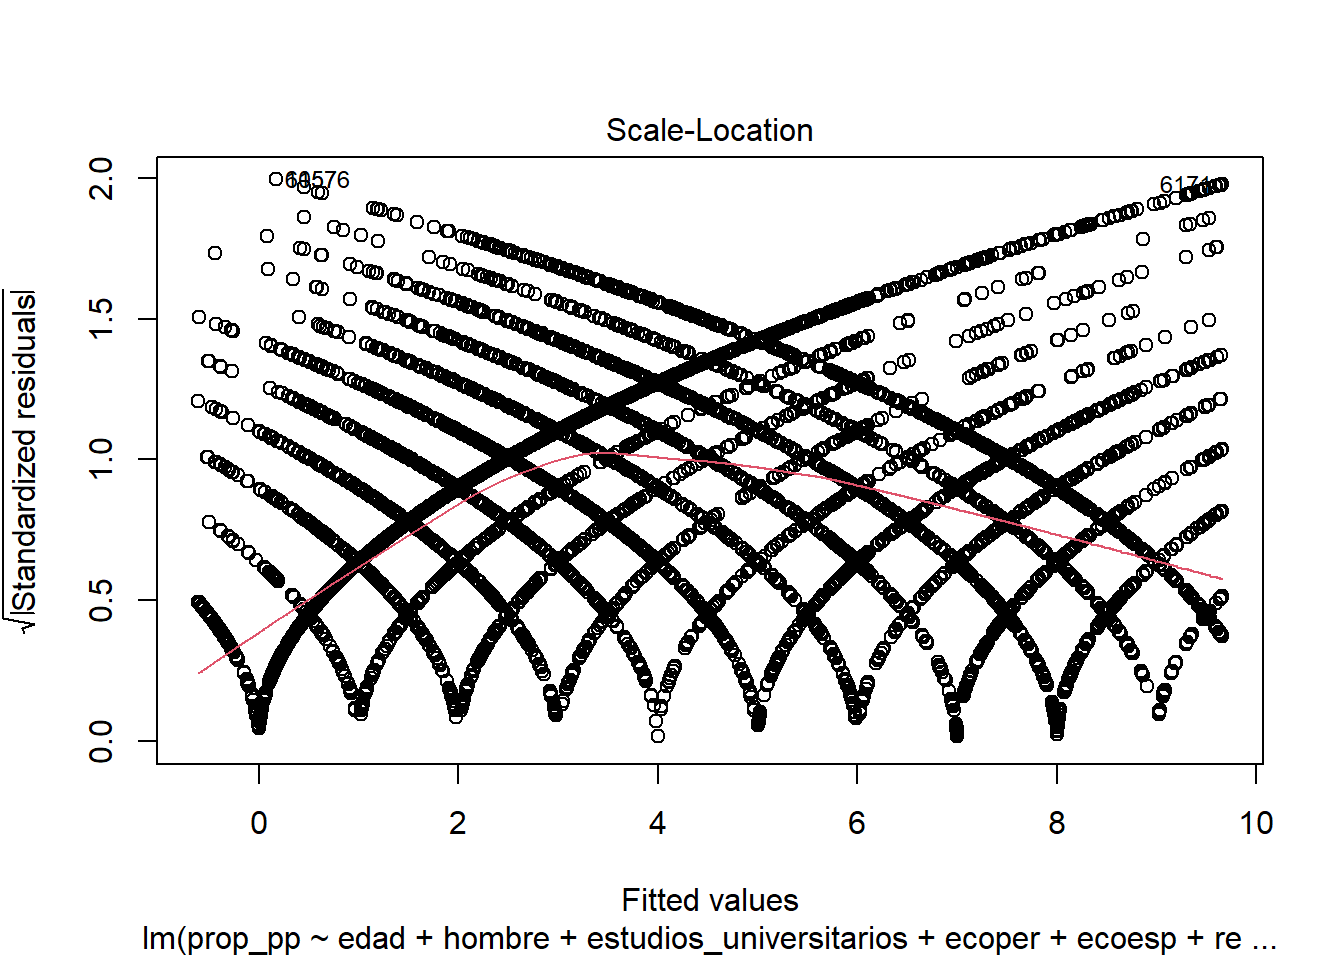 Scale-Location
√|Standardized residuals|
0.0 0.5 1.0 1.5 2.0
6171
0 2 4 6 8 10
Fitted values
lm(prop_pp ~ edad + hombre + estudios_universitarios + ecoper + ecoesp + re ...